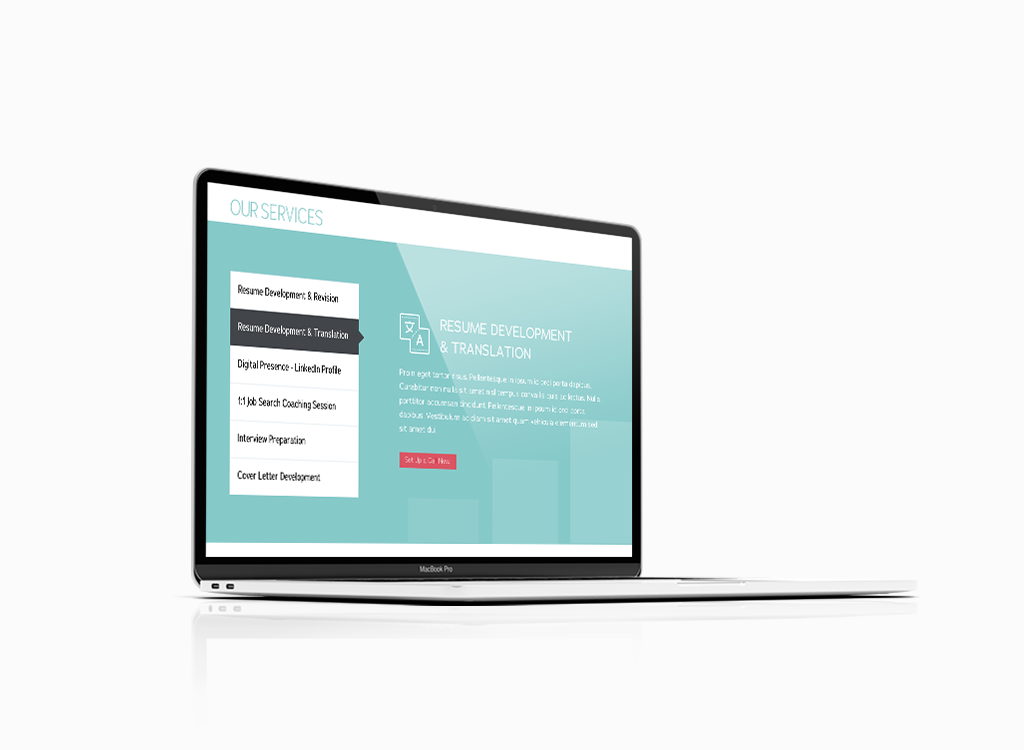 OUR SERVICES
Resume Development & Revision
Resume Development & Translation
Digital Presence - LinkedIn Profile
1:1 Job Search Coaching Session
Interview Preparation
Cover Letter Development
文
A
RESUME DEVELOPMENT
& TRANSLATION
Proin eget tortor risus. Pellentesque in ipsum id orci porta dapibus.
Curabitur non nulla sit amet nisl tempus convallis quis ac lectus. Nulla
porttitor accumsan tincidunt. Pellentesque in ipsum id orci porta
dapibus. Vestibulum ac diam sit amet quam vehicula elementum sed
sit amet dui.
Set Up a Call Now
MacBook Pro